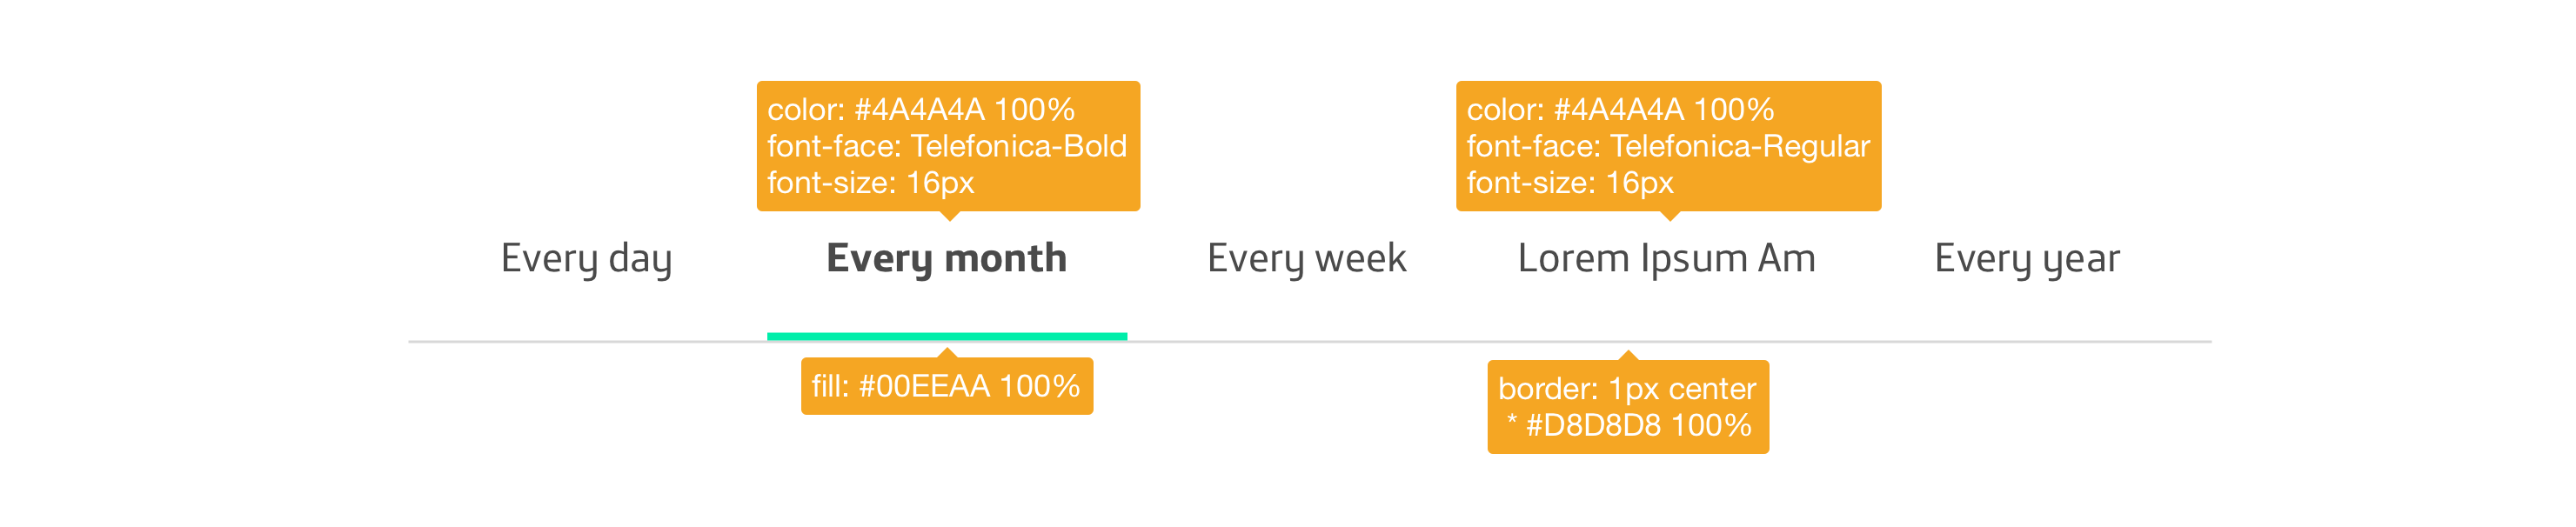 color: #4A4A4A 100%
font-face: Telefonica-Bold
font-size: 16px
color: #4A4A4A 100%
font-face: Telefonica-Regular
font-size: 16px
Every day
Every month
Every week
Lorem Ipsum Am
Every year
fill: #00EEAA 100%
border: 1px center
* #D8D8D8 100%